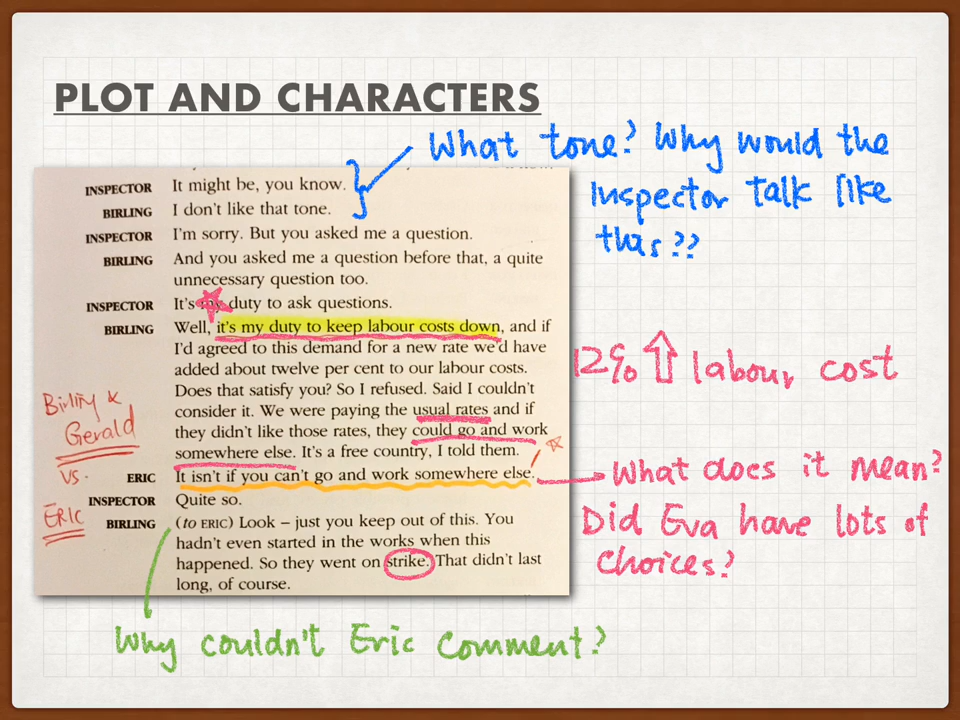 PLOT AND CHARACTERS
What tone? Why would the
Inspector talk like
this??
INSPECTOR It might be, you know.
BIRLING I don't like that tone.
INSPECTOR I'm sorry. But you asked me a question.
BIRLING And you asked me a question before that, a quite
unnecessary question too.
INSPECTOR It's my duty to ask questions.
BIRLING Well, it's my duty to keep labour costs down, and if
I'd agreed to this demand for a new rate we'd have
added about twelve per cent to our labour costs.
Does that satisfy you? So I refused. Said I couldn't
consider it. We were paying the usual rates and if
they didn't like those rates, they could go and work
somewhere else. It's a free country, I told them.
ERIC It isn't if you can't go and work somewhere else.
INSPECTOR Quite so.
BIRLING (to ERIC) Look – just you keep out of this. You
hadn't even started in the works when this
happened. So they went on strike. That didn't last
long, of course.
12% labour cost
Birling &
Gerald
vs.
ERIC
What does it mean?
Did Eva have lots of
choices?
Why couldn't Eric comment?